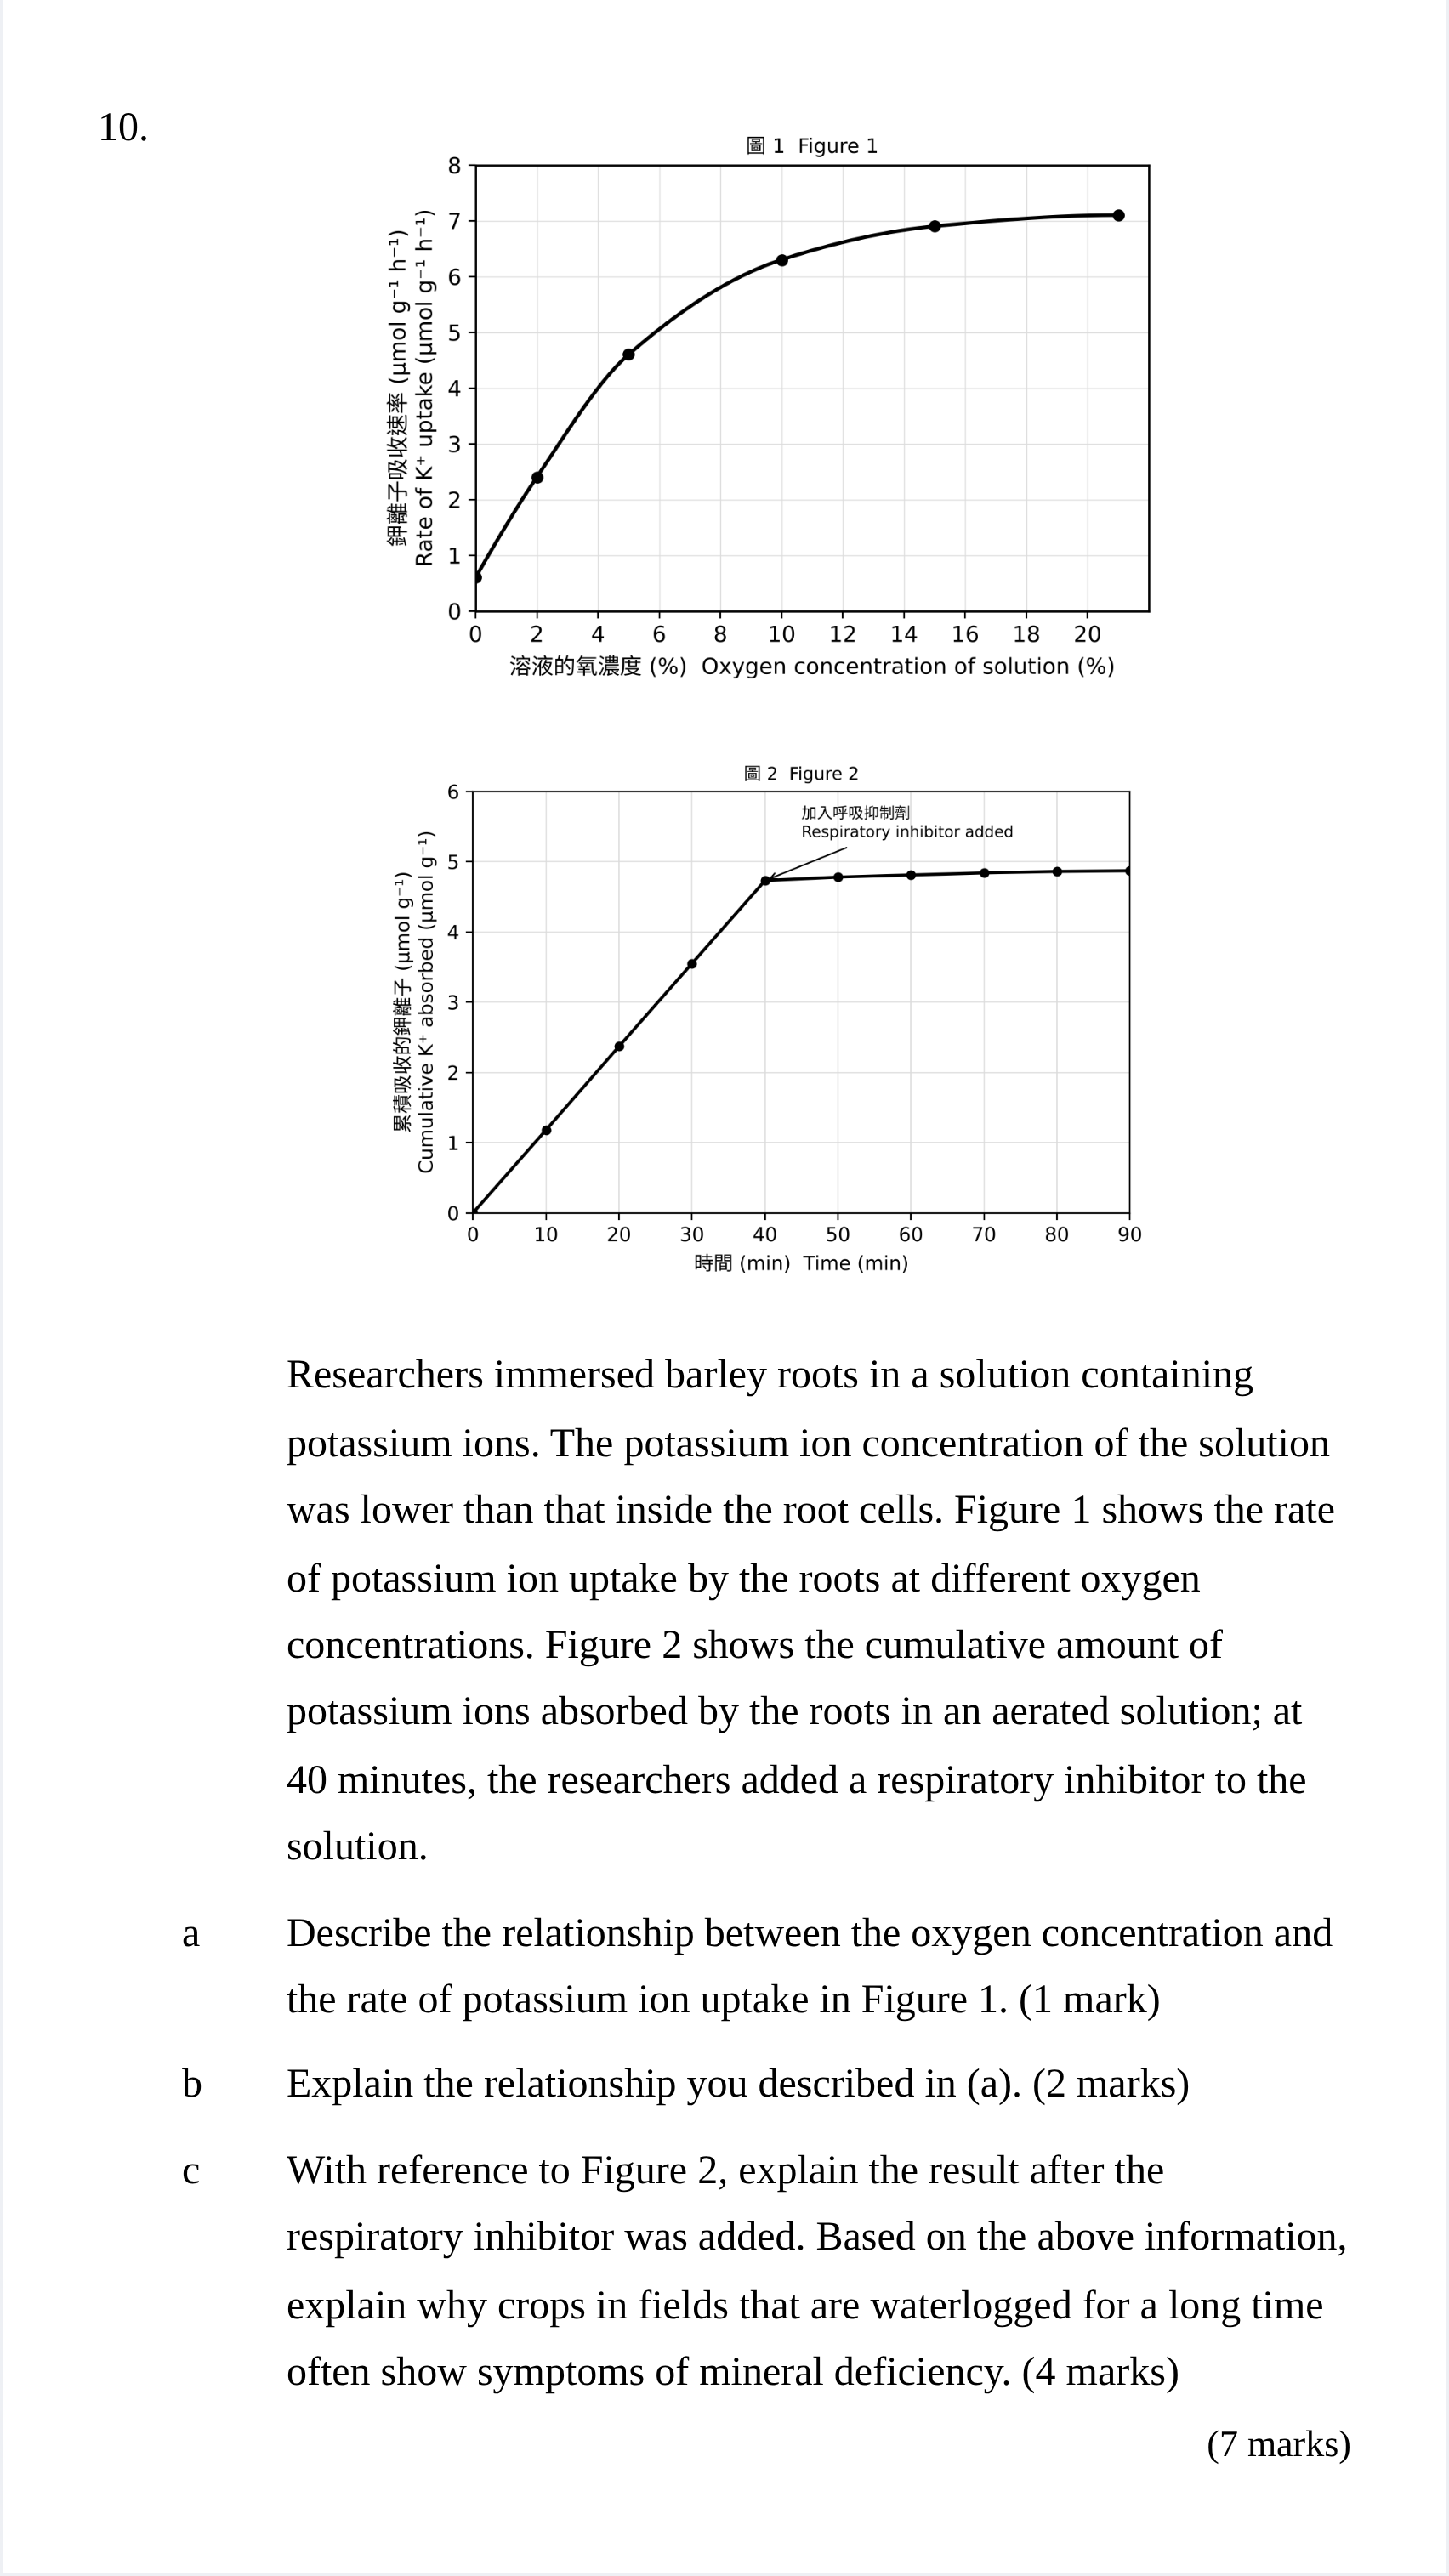 10.
圖 1 Figure 1
鉀離子吸收速率 (μmol g⁻¹ h⁻¹)
Rate of K⁺ uptake (μmol g⁻¹ h⁻¹)
8
7
6
5
4
3
2
1
0
0 2 4 6 8 10 12 14 16 18 20
溶液的氧濃度 (%) Oxygen concentration of solution (%)
圖 2 Figure 2
累積吸收的鉀離子 (μmol g⁻¹)
Cumulative K⁺ absorbed (μmol g⁻¹)
6
5
4
3
2
1
0
加入呼吸抑制劑
Respiratory inhibitor added
0 10 20 30 40 50 60 70 80 90
時間 (min) Time (min)
Researchers immersed barley roots in a solution containing
potassium ions. The potassium ion concentration of the solution
was lower than that inside the root cells. Figure 1 shows the rate
of potassium ion uptake by the roots at different oxygen
concentrations. Figure 2 shows the cumulative amount of
potassium ions absorbed by the roots in an aerated solution; at
40 minutes, the researchers added a respiratory inhibitor to the
solution.
a Describe the relationship between the oxygen concentration and
the rate of potassium ion uptake in Figure 1. (1 mark)
b Explain the relationship you described in (a). (2 marks)
c With reference to Figure 2, explain the result after the
respiratory inhibitor was added. Based on the above information,
explain why crops in fields that are waterlogged for a long time
often show symptoms of mineral deficiency. (4 marks)
(7 marks)